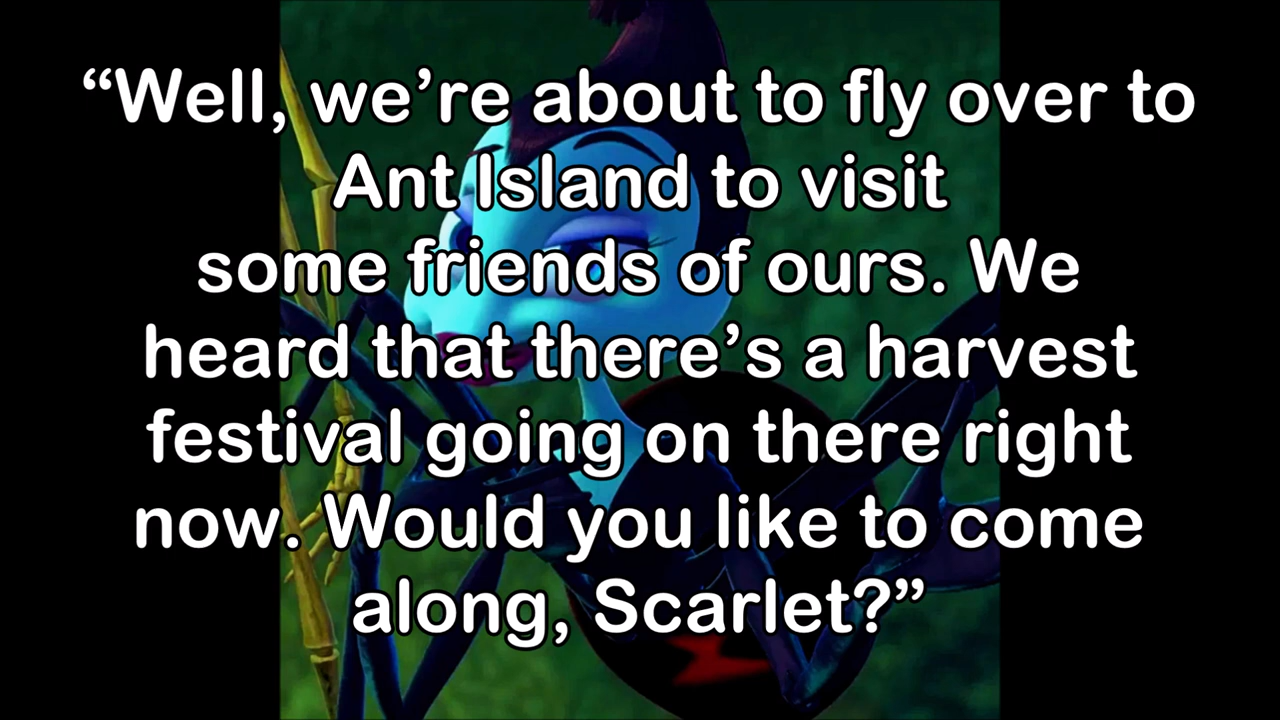 “Well, we’re about to fly over to
Ant Island to visit
some friends of ours. We
heard that there’s a harvest
festival going on there right
now. Would you like to come
along, Scarlet?”